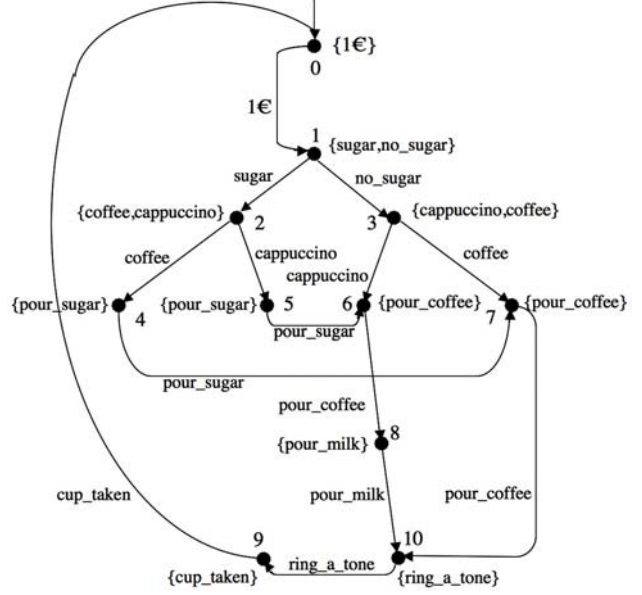 {1€}
0
1€
1
{sugar,no_sugar}
sugar
no_sugar
{coffee,cappuccino}
2
3
{cappuccino,coffee}
coffee
cappuccino
cappuccino
coffee
{pour_sugar}
4
{pour_sugar}
5
6
{pour_coffee}
7
{pour_coffee}
pour_sugar
pour_sugar
pour_coffee
8
{pour_milk}
cup_taken
pour_milk
pour_coffee
9
10
ring_a_tone
{cup_taken}
{ring_a_tone}